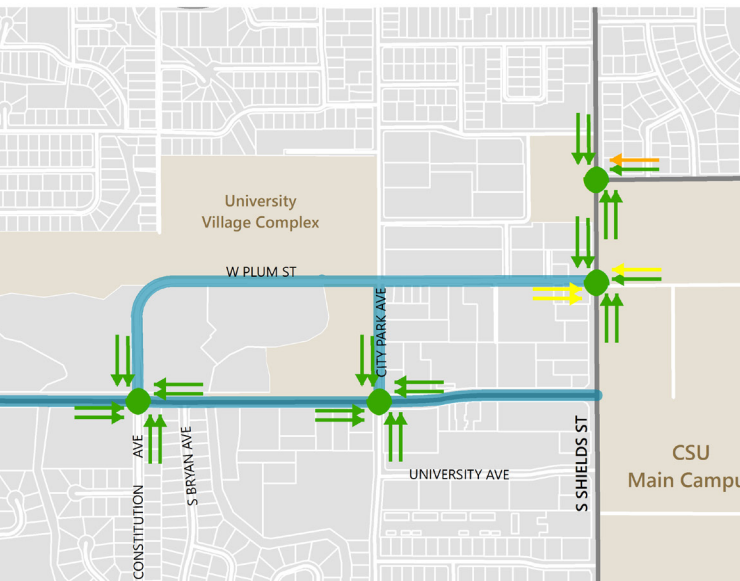 University
Village Complex
W PLUM ST
CITY PARK AVE
S SHIELDS ST
CONSTITUTION AVE
S BRYAN AVE
UNIVERSITY AVE
CSU
Main Campu